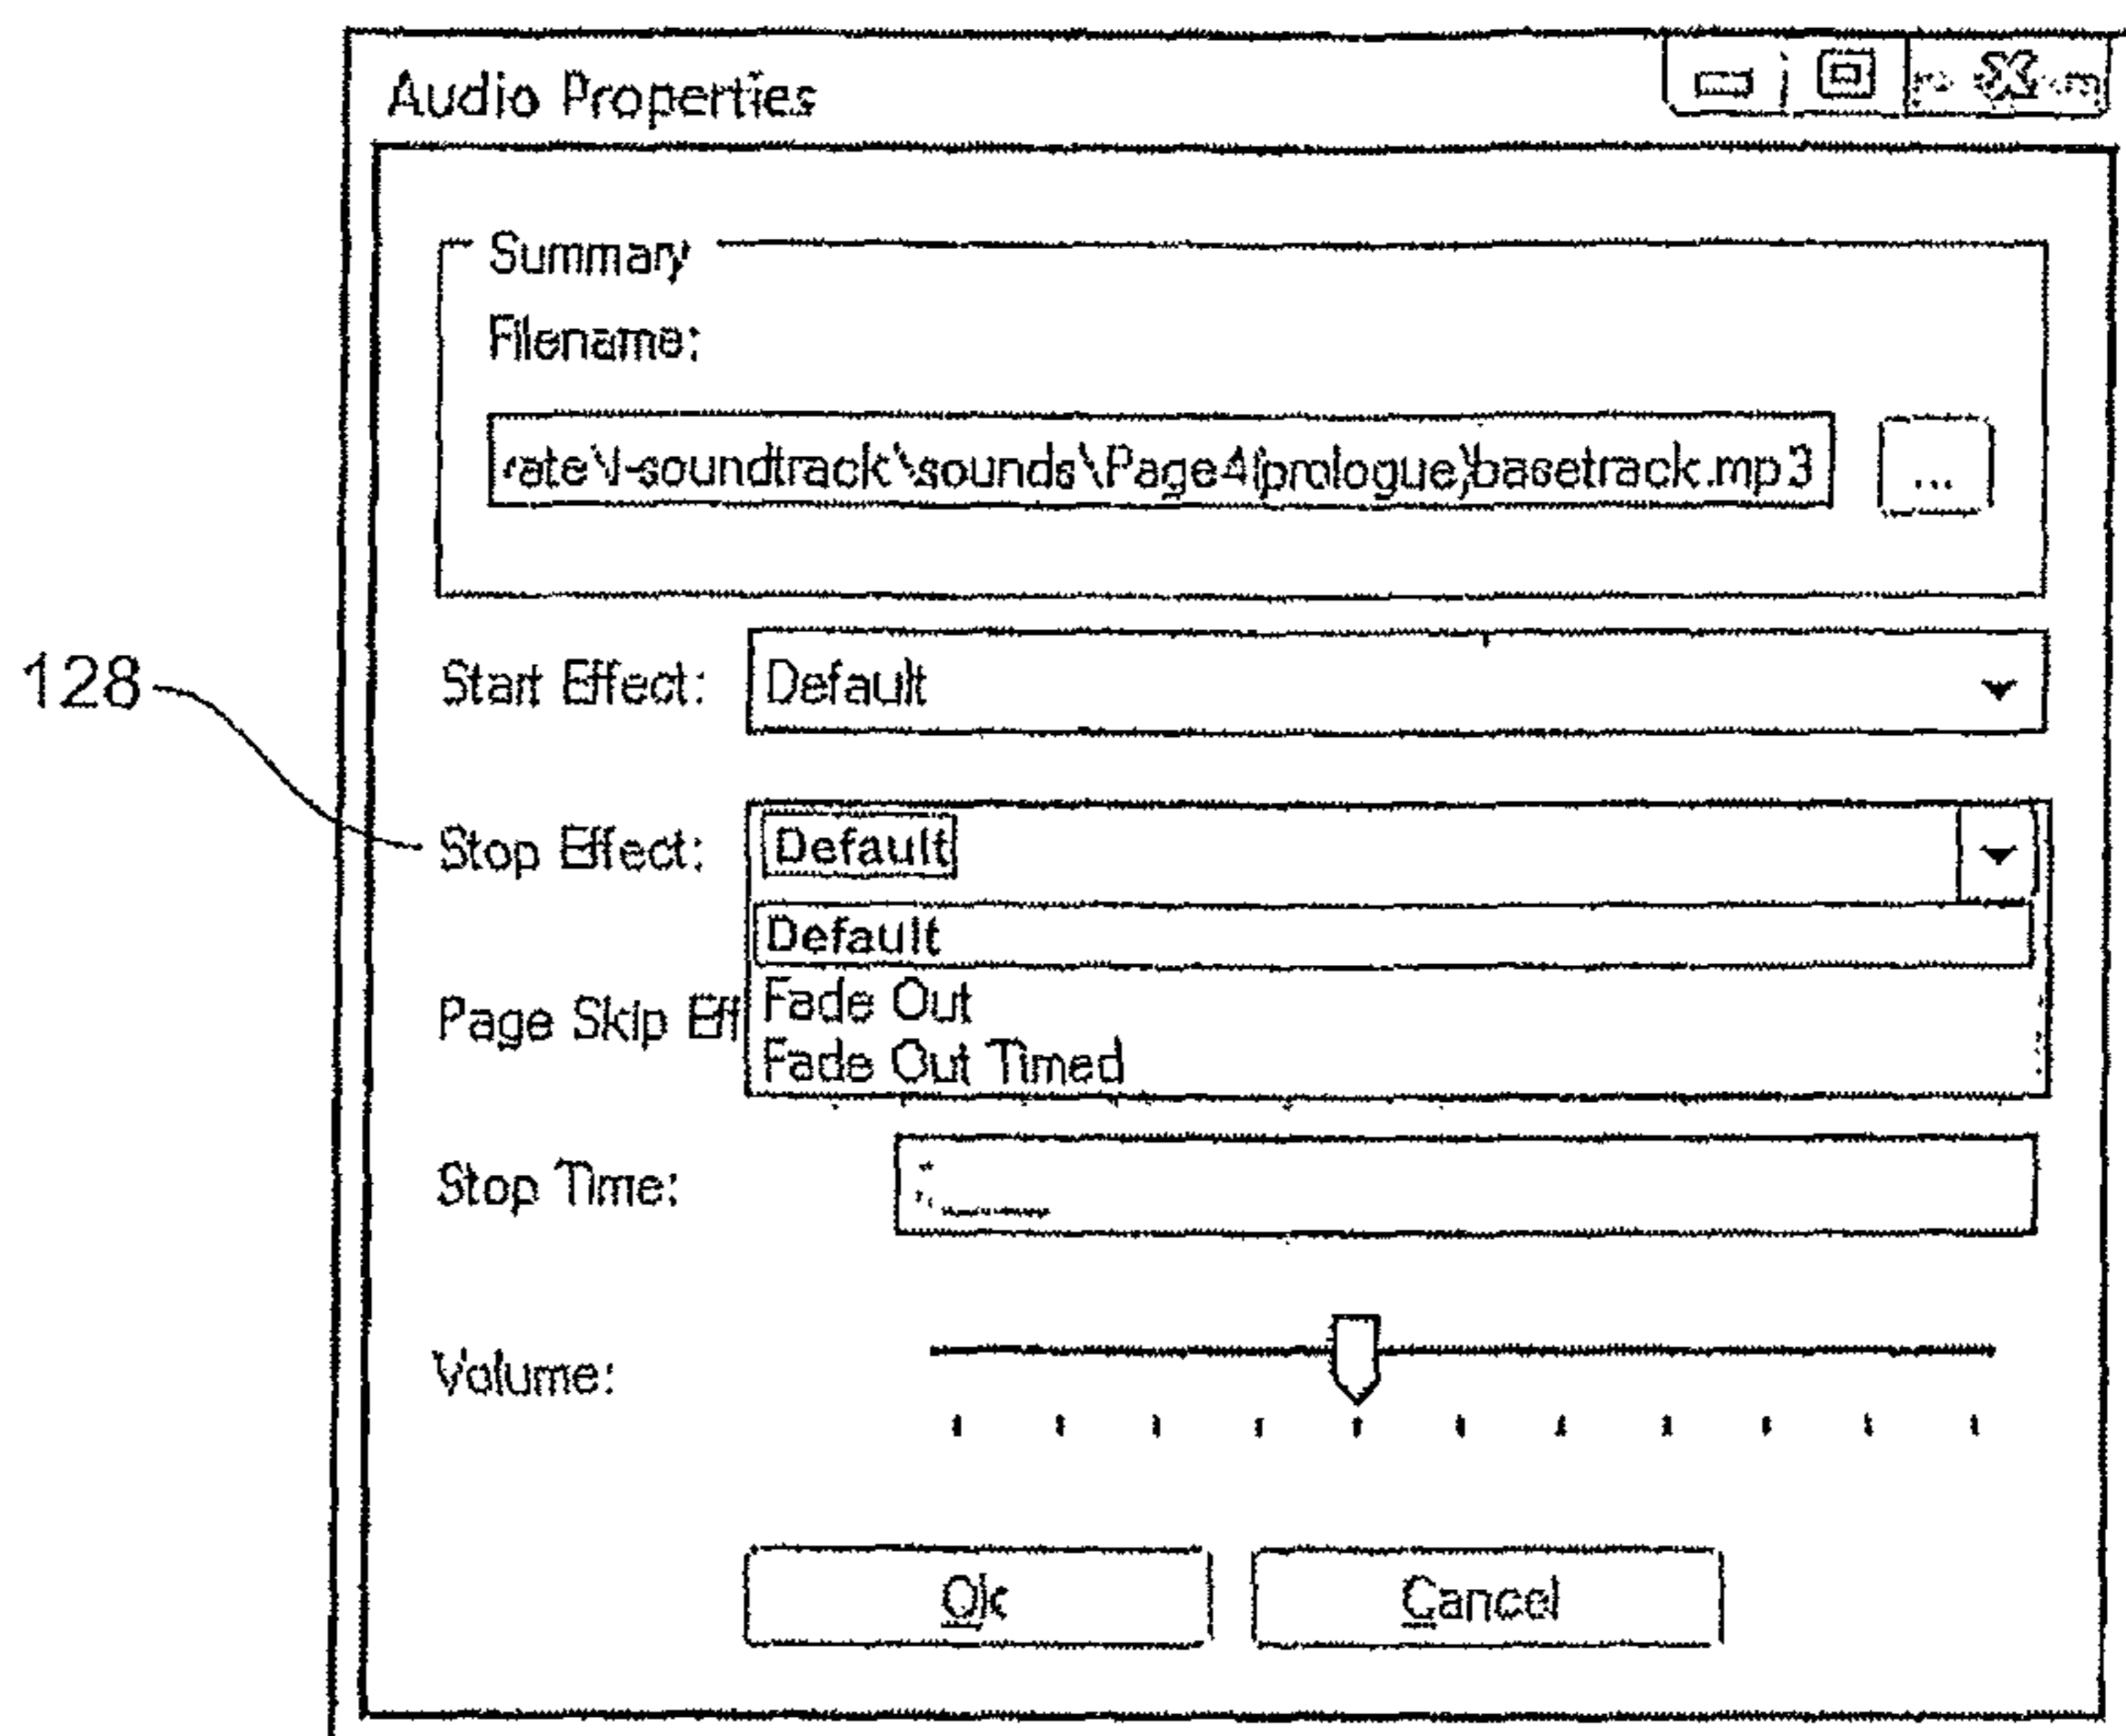 Audio Properties
Summary
Filename:
rate\I-soundtrack\sounds\Page4(prologue)basetrack.mp3 ...
128
Start Effect: Default
Stop Effect: Default
Default
Page Skip Eff Fade Out
Fade Out Timed
Stop Time:
Volume:
Ok Cancel